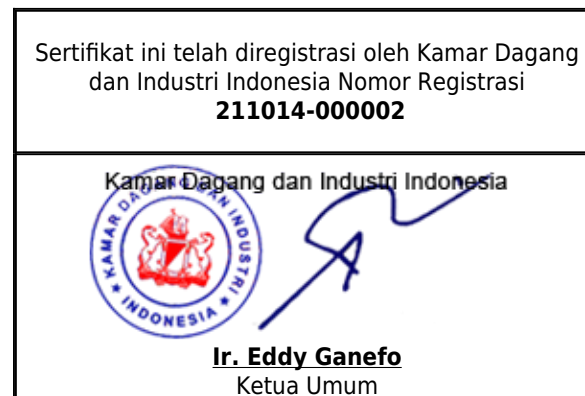 Sertifikat ini telah diregistrasi oleh Kamar Dagang
dan Industri Indonesia Nomor Registrasi
211014-000002
Kamar Dagang dan Industri Indonesia
KAMAR DAGANG DAN INDUSTRI
INDONESIA
Ir. Eddy Ganefo
Ketua Umum